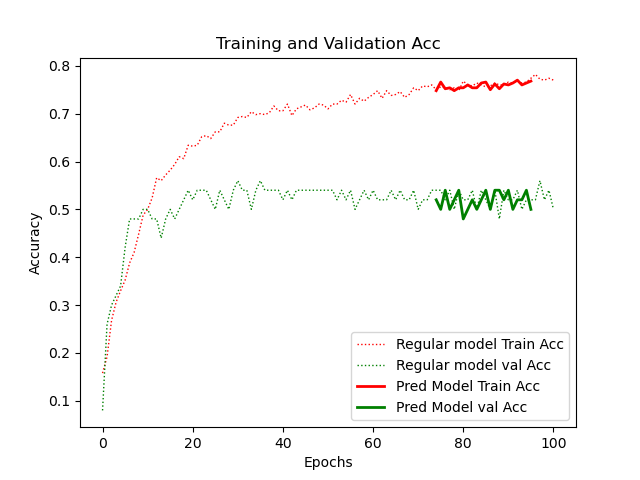 Training and Validation Acc
0.8
0.7
0.6
0.5
0.4
0.3
0.2
0.1
Accuracy
Regular model Train Acc
Regular model val Acc
Pred Model Train Acc
Pred Model val Acc
0 20 40 60 80 100
Epochs